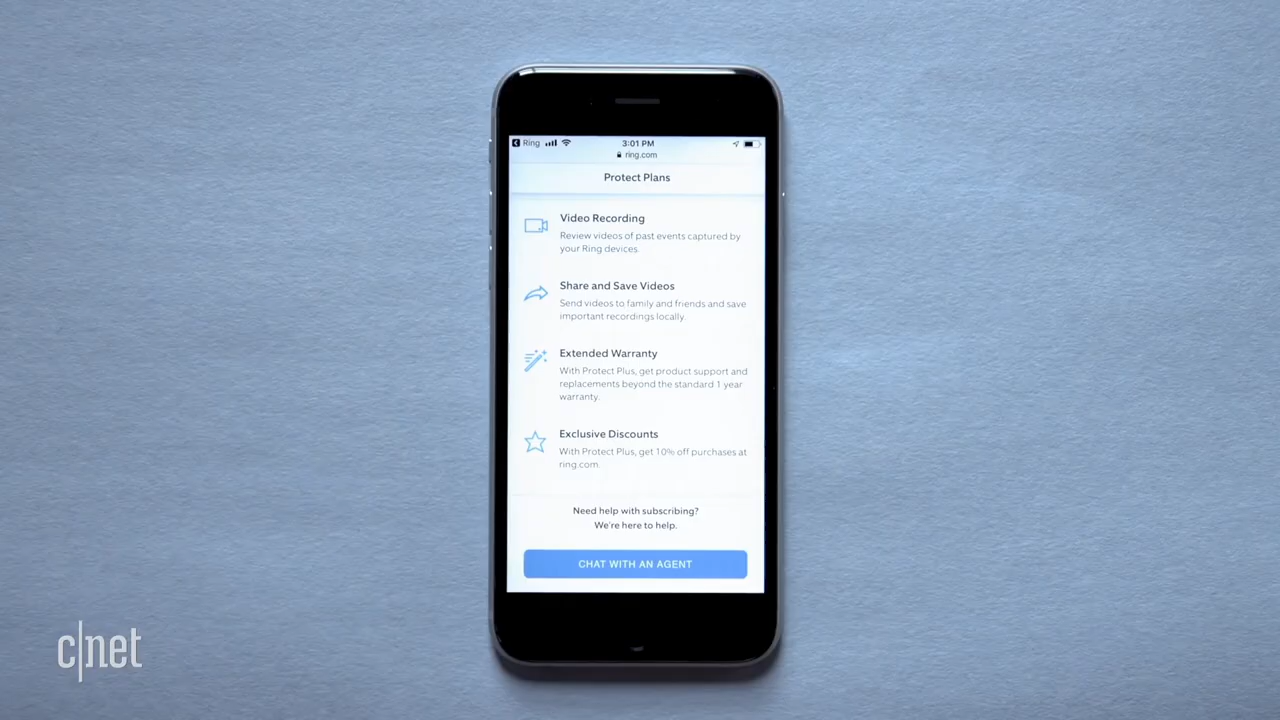 Ring
3:01 PM
ring.com
Protect Plans
Video Recording
Review videos of past events captured by
your Ring devices.
Share and Save Videos
Send videos to family and friends and save
important recordings locally.
Extended Warranty
With Protect Plus, get product support and
replacements beyond the standard 1 year
warranty.
Exclusive Discounts
With Protect Plus, get 10% off purchases at
ring.com.
Need help with subscribing?
We're here to help.
CHAT WITH AN AGENT
c|net